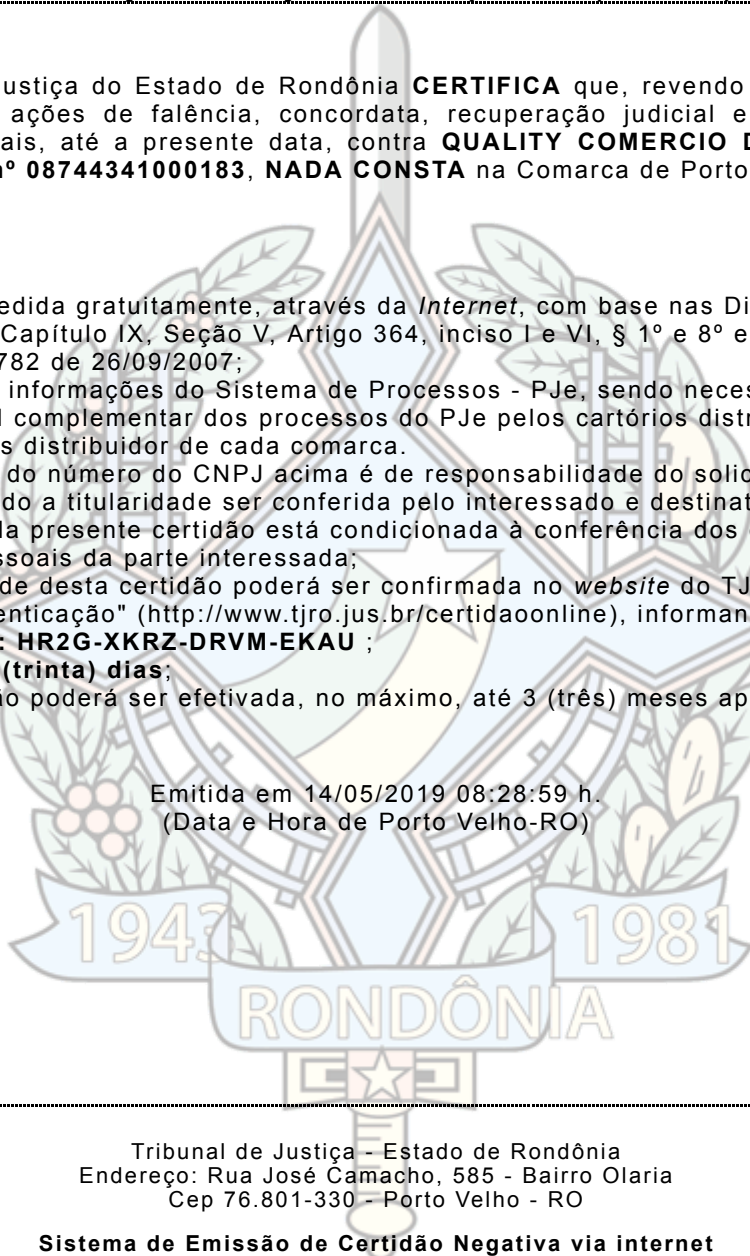 ustiça do Estado de Rondônia CERTIFICA que, revendo
ações de falência, concordata, recuperação judicial e
ais, até a presente data, contra QUALITY COMERCIO D
nº 08744341000183, NADA CONSTA na Comarca de Porto
edida gratuitamente, através da Internet, com base nas Di
Capítulo IX, Seção V, Artigo 364, inciso I e VI, § 1º e 8º e
782 de 26/09/2007;
informações do Sistema de Processos - PJe, sendo neces
l complementar dos processos do PJe pelos cartórios distr
s distribuidor de cada comarca.
do número do CNPJ acima é de responsabilidade do solic
do a titularidade ser conferida pelo interessado e destinat
da presente certidão está condicionada à conferência dos
ssoais da parte interessada;
de desta certidão poderá ser confirmada no website do TJ
enticação" (http://www.tjro.jus.br/certidaoonline), informan
: HR2G-XKRZ-DRVM-EKAU ;
(trinta) dias;
ão poderá ser efetivada, no máximo, até 3 (três) meses ap
Emitida em 14/05/2019 08:28:59 h.
(Data e Hora de Porto Velho-RO)
1943 1981
RONDÔNIA
Tribunal de Justiça - Estado de Rondônia
Endereço: Rua José Camacho, 585 - Bairro Olaria
Cep 76.801-330 - Porto Velho - RO
Sistema de Emissão de Certidão Negativa via internet